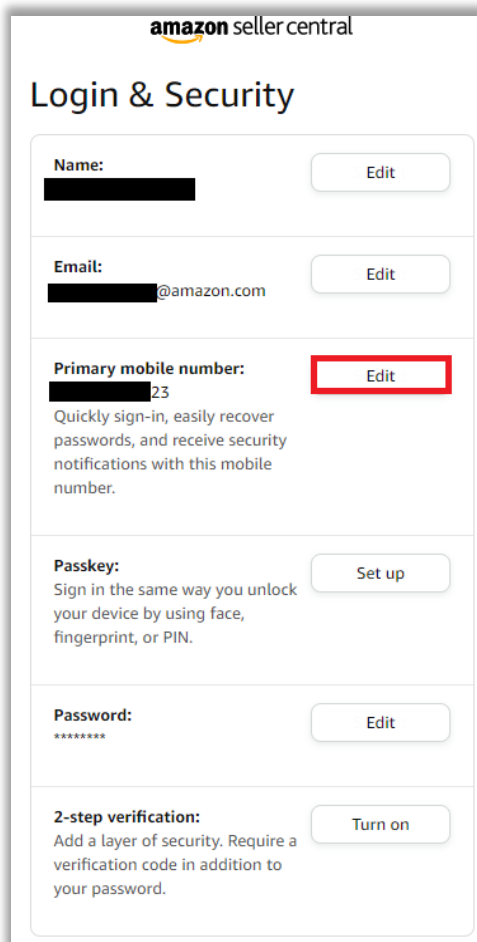 amazon seller central
Login & Security
Name:
Edit
Email:
Edit
@amazon.com
Primary mobile number:
Edit
23
Quickly sign-in, easily recover
passwords, and receive security
notifications with this mobile
number.
Passkey:
Set up
Sign in the same way you unlock
your device by using face,
fingerprint, or PIN.
Password:
Edit
********
2-step verification:
Turn on
Add a layer of security. Require a
verification code in addition to
your password.